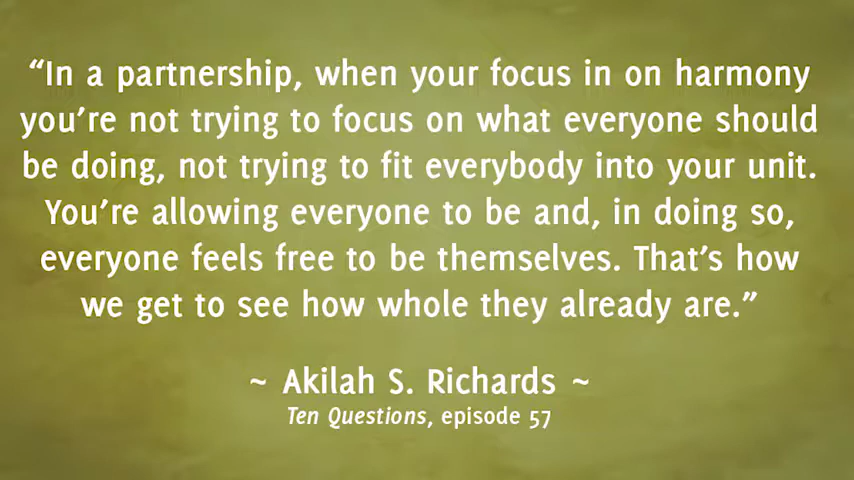 “In a partnership, when your focus in on harmony
you’re not trying to focus on what everyone should
be doing, not trying to fit everybody into your unit.
You’re allowing everyone to be and, in doing so,
everyone feels free to be themselves. That’s how
we get to see how whole they already are.”
~ Akilah S. Richards ~
Ten Questions, episode 57